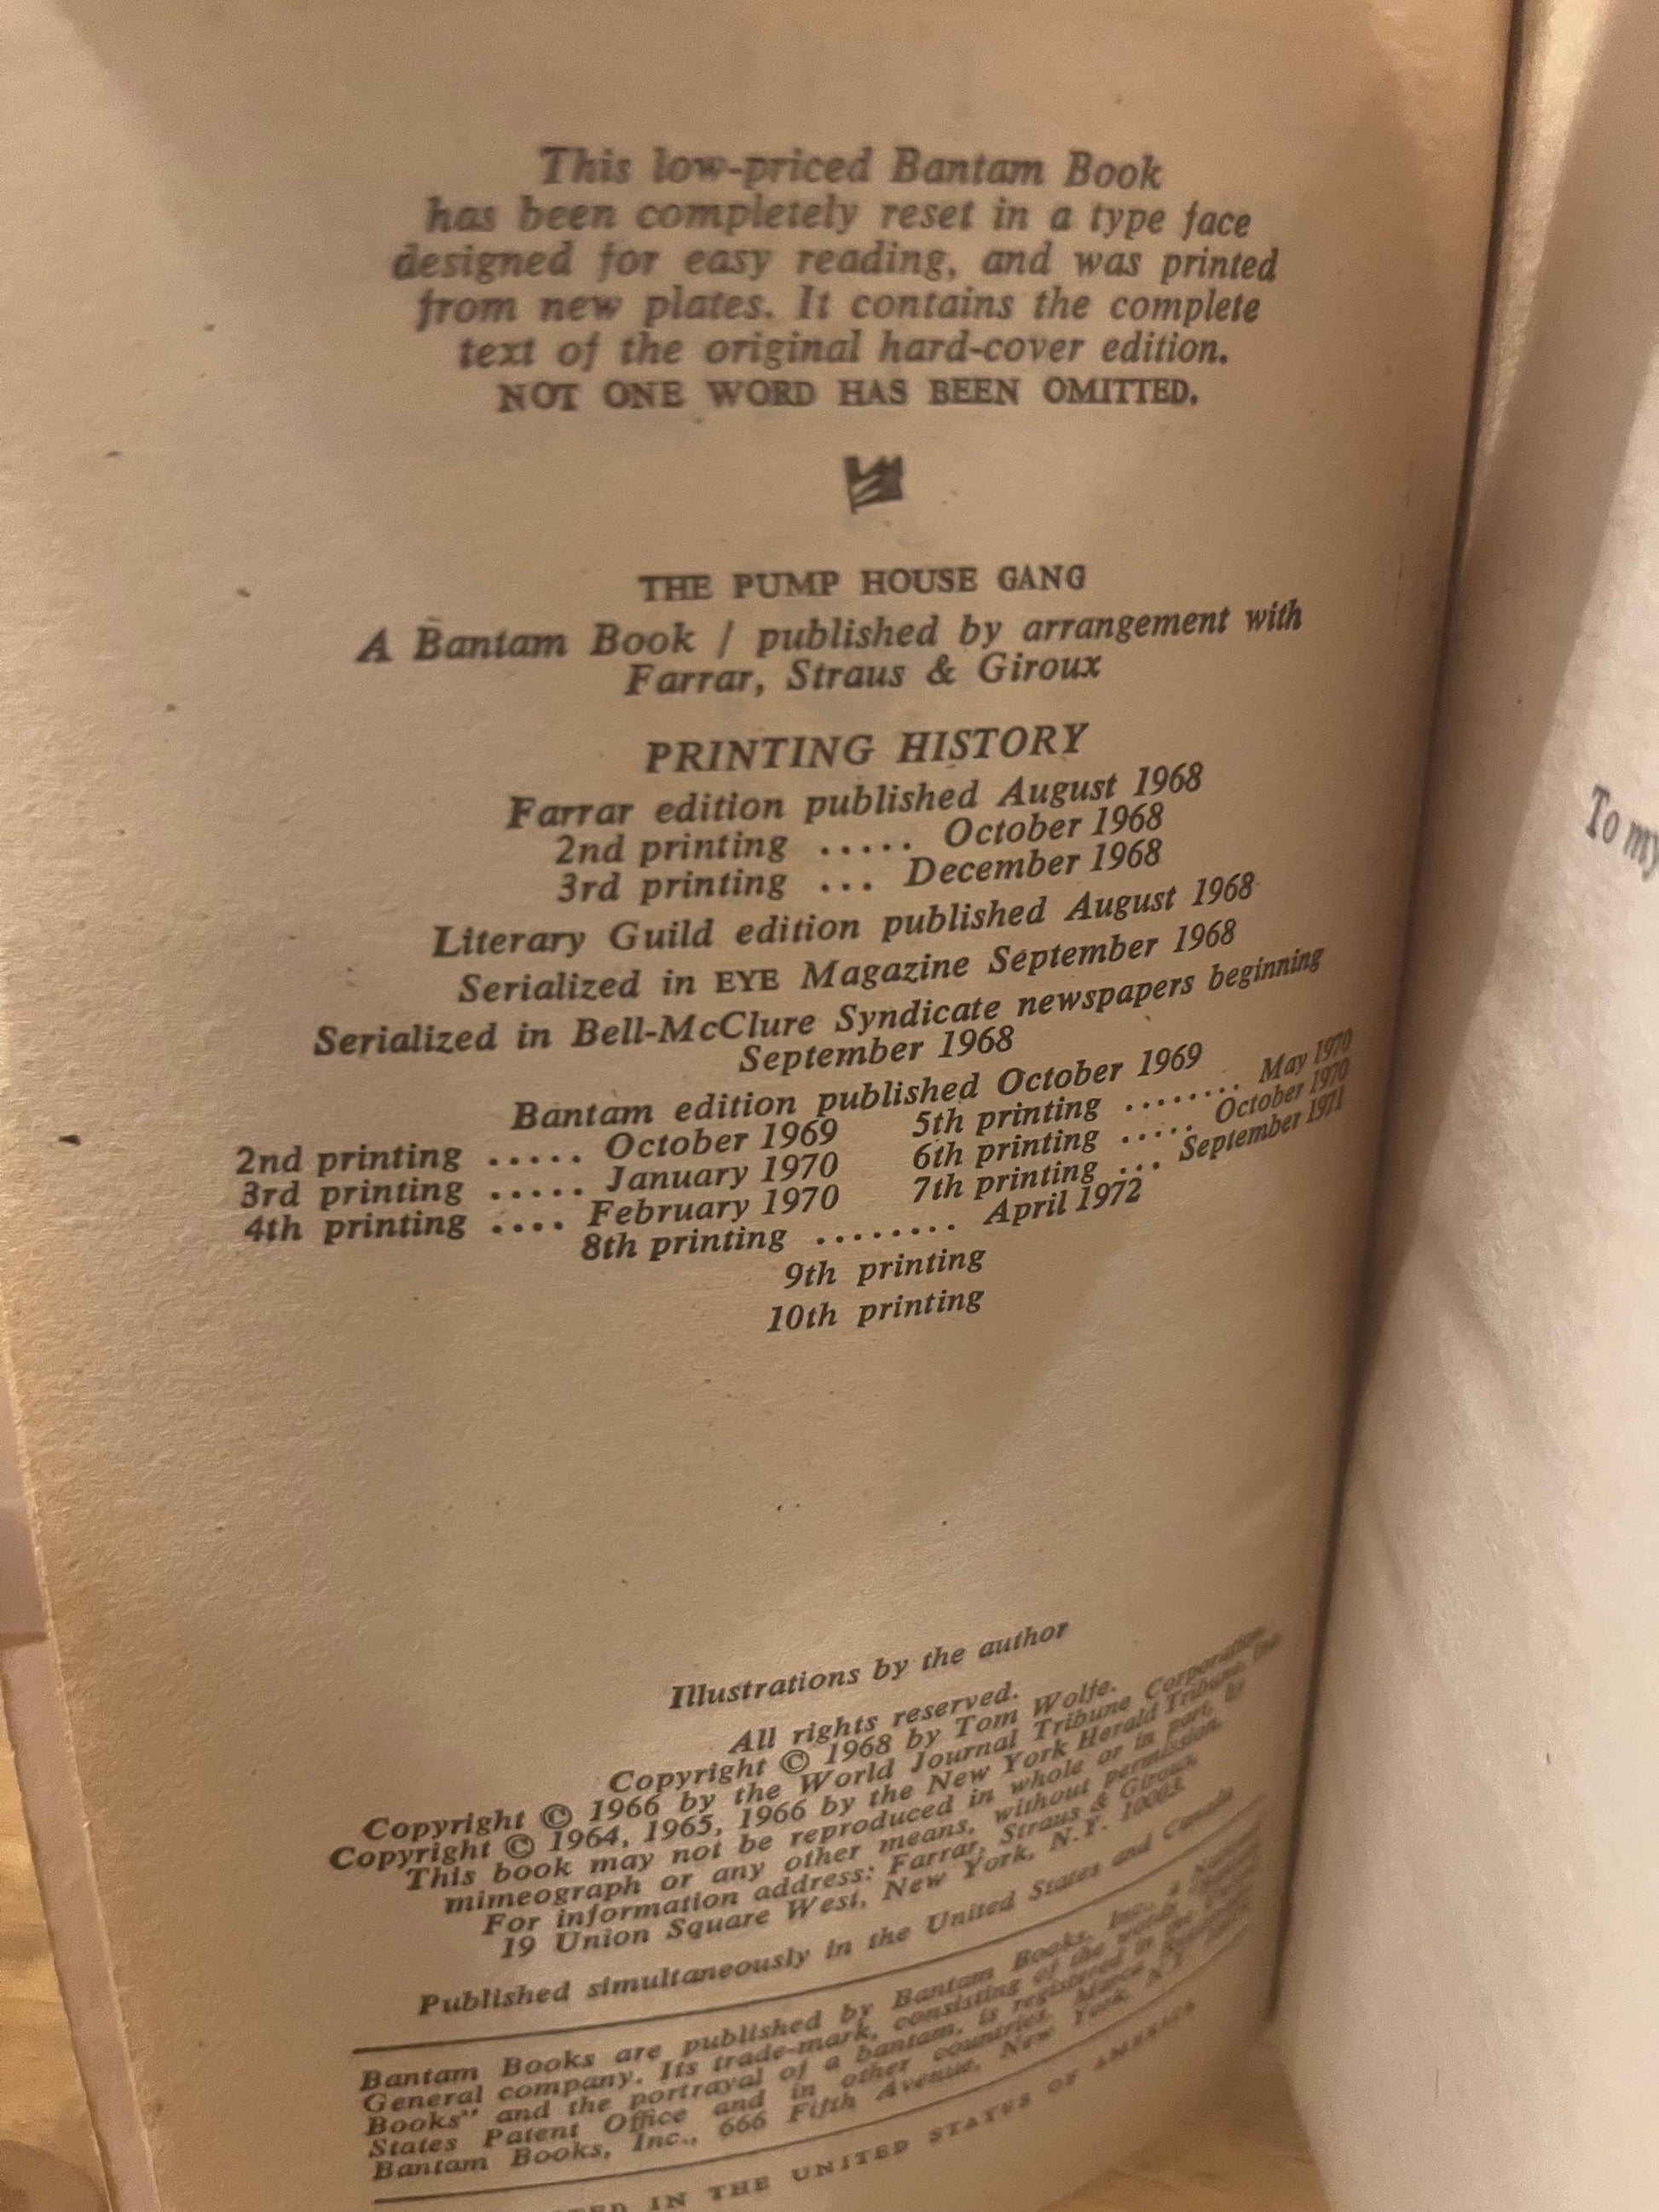 This low-priced Bantam Book
has been completely reset in a type face
designed for easy reading, and was printed
from new plates. It contains the complete
text of the original hard-cover edition.
NOT ONE WORD HAS BEEN OMITTED.
THE PUMP HOUSE GANG
A Bantam Book / published by arrangement with
Farrar, Straus & Giroux
PRINTING HISTORY
Farrar edition published August 1968
2nd printing ..... October 1968
3rd printing ... December 1968
Literary Guild edition published August 1968
Serialized in EYE Magazine September 1968
Serialized in Bell-McClure Syndicate newspapers beginning
September 1968
Bantam edition published October 1969
2nd printing ..... October 1969 5th printing ....... May 1970
3rd printing ..... January 1970 6th printing ..... October 1970
4th printing .... February 1970 7th printing ... September 1971
8th printing ........ April 1972
9th printing
10th printing
Illustrations by the author
All rights reserved.
Copyright © 1968 by Tom Wolfe.
Copyright © 1966 by the World Journal Tribune Corporation
Copyright © 1964, 1965, 1966 by the New York Herald Tribune, Inc.
This book may not be reproduced in whole or in part, by
mimeograph or any other means, without permission.
For information address: Farrar, Straus & Giroux,
19 Union Square West, New York, N.Y. 10003.
Published simultaneously in the United States and Canada
Bantam Books are published by Bantam Books, Inc., a National
General company. Its trade-mark, consisting of the words "Bantam
Books" and the portrayal of a bantam, is registered in the United
States Patent Office and in other countries. Marca Registrada.
Bantam Books, Inc., 666 Fifth Avenue, New York, N.Y.
IN THE UNITED STATES OF AMERICA
To my